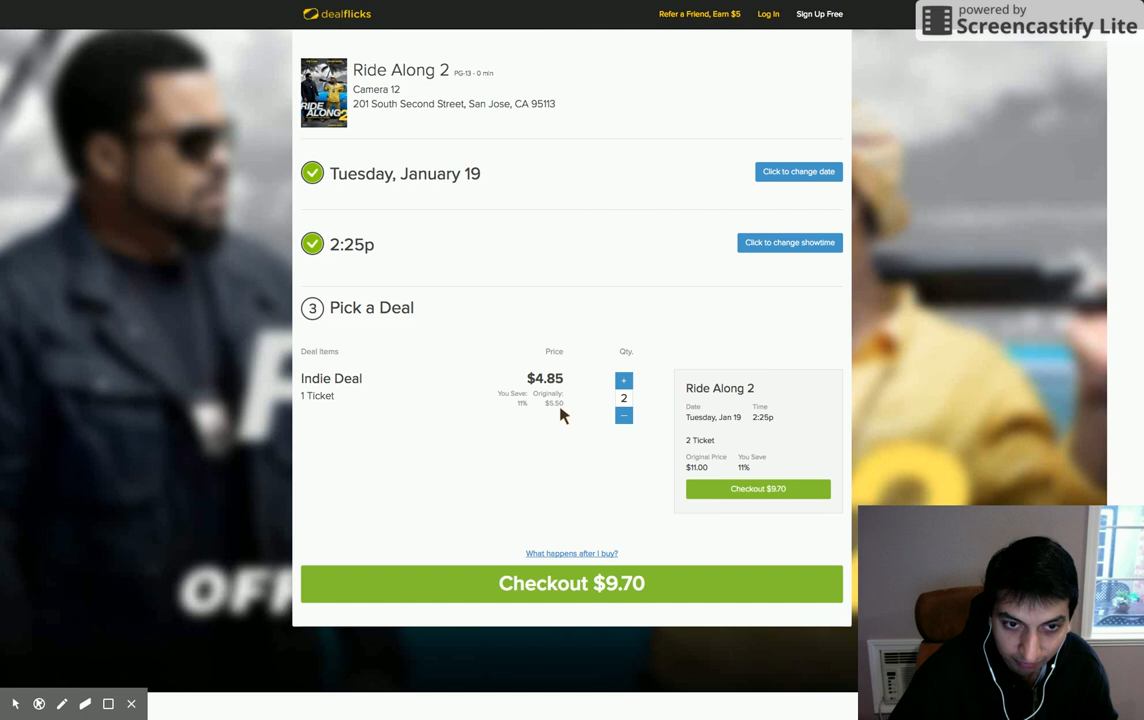 dealflicks
Refer a Friend, Earn $5
Log In
Sign Up Free
powered by
Screencastify Lite
Ride Along 2 PG-13 - 0 min
Camera 12
201 South Second Street, San Jose, CA 95113
RIDE
ALONG 2
Tuesday, January 19
Click to change date
2:25p
Click to change showtime
3 Pick a Deal
Deal Items
Price
Qty.
Indie Deal
1 Ticket
$4.85
You Save: Originally:
11% $5.50
+
2
–
Ride Along 2
Date Time
Tuesday, Jan 19 2:25p
2 Ticket
Original Price You Save
$11.00 11%
Checkout $9.70
What happens after I buy?
Checkout $9.70